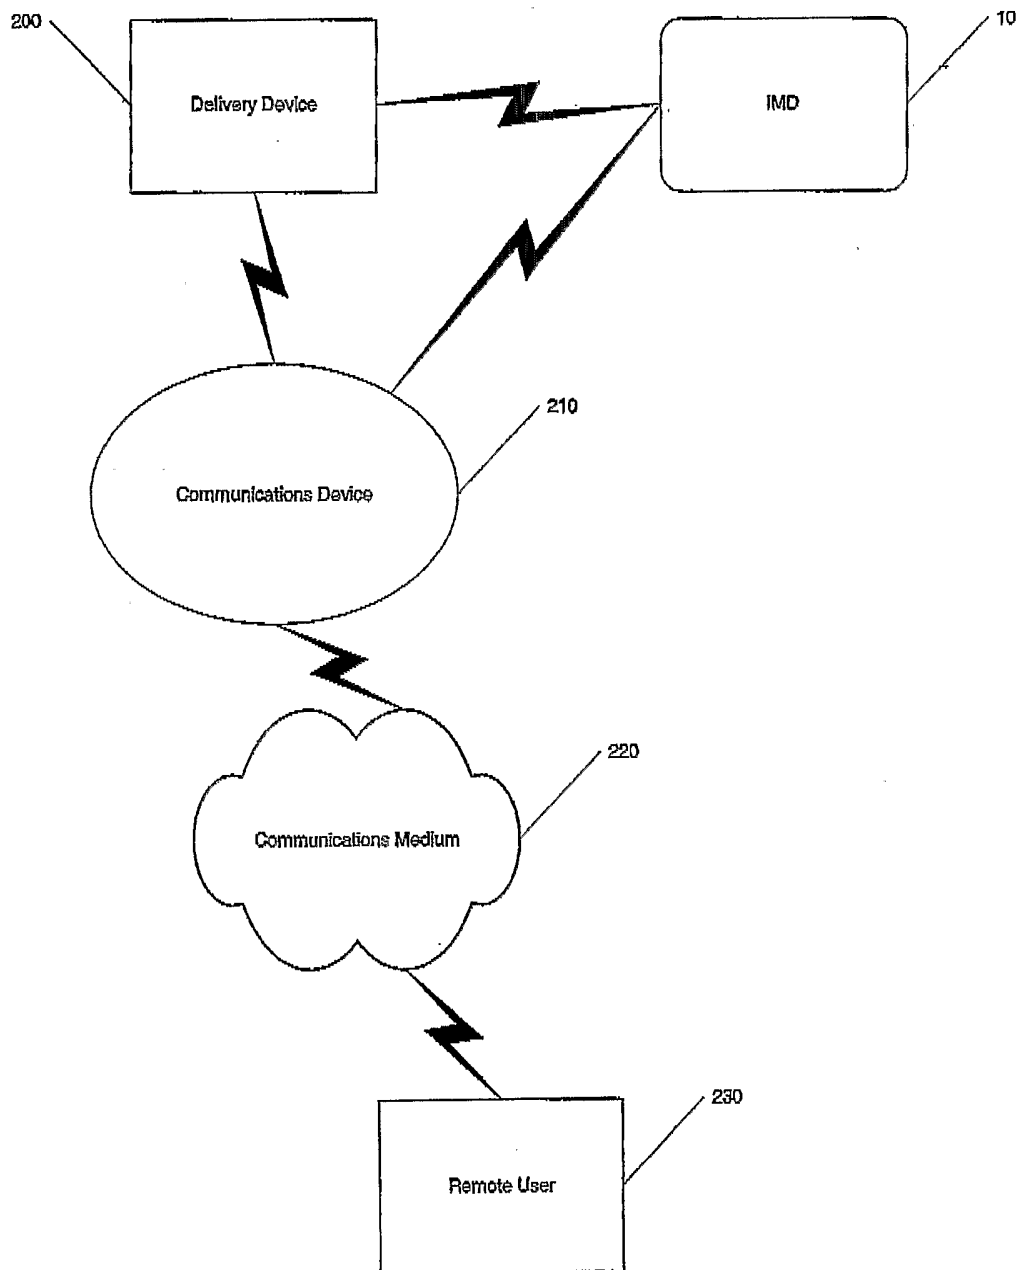 200
10
Delivery Device
IMD
210
Communications Device
220
Communications Medium
230
Remote User